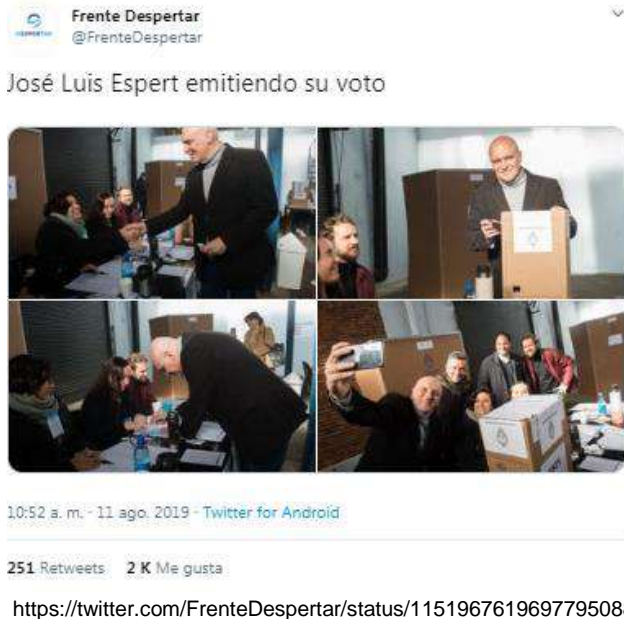 Frente Despertar
@FrenteDespertar
José Luis Espert emitiendo su voto
10:52 a. m. · 11 ago. 2019 · Twitter for Android
251 Retweets 2 K Me gusta